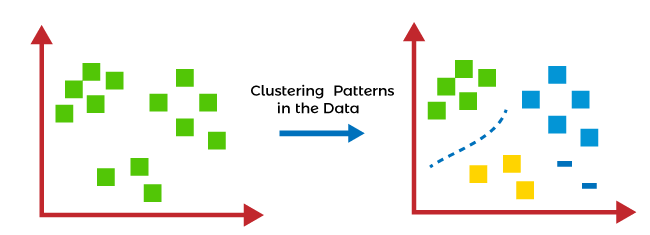 Clustering Patterns
in the Data